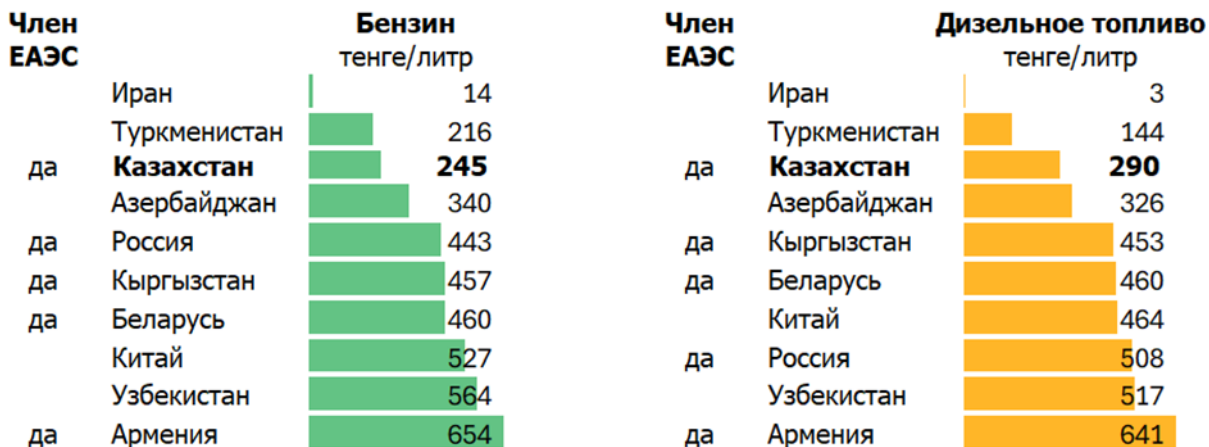 Член ЕАЭС Бензин тенге/литр
Иран 14
Туркменистан 216
да Казахстан 245
Азербайджан 340
да Россия 443
да Кыргызстан 457
да Беларусь 460
Китай 527
Узбекистан 564
да Армения 654
Член ЕАЭС Дизельное топливо тенге/литр
Иран 3
Туркменистан 144
да Казахстан 290
Азербайджан 326
да Кыргызстан 453
да Беларусь 460
Китай 464
да Россия 508
Узбекистан 517
да Армения 641